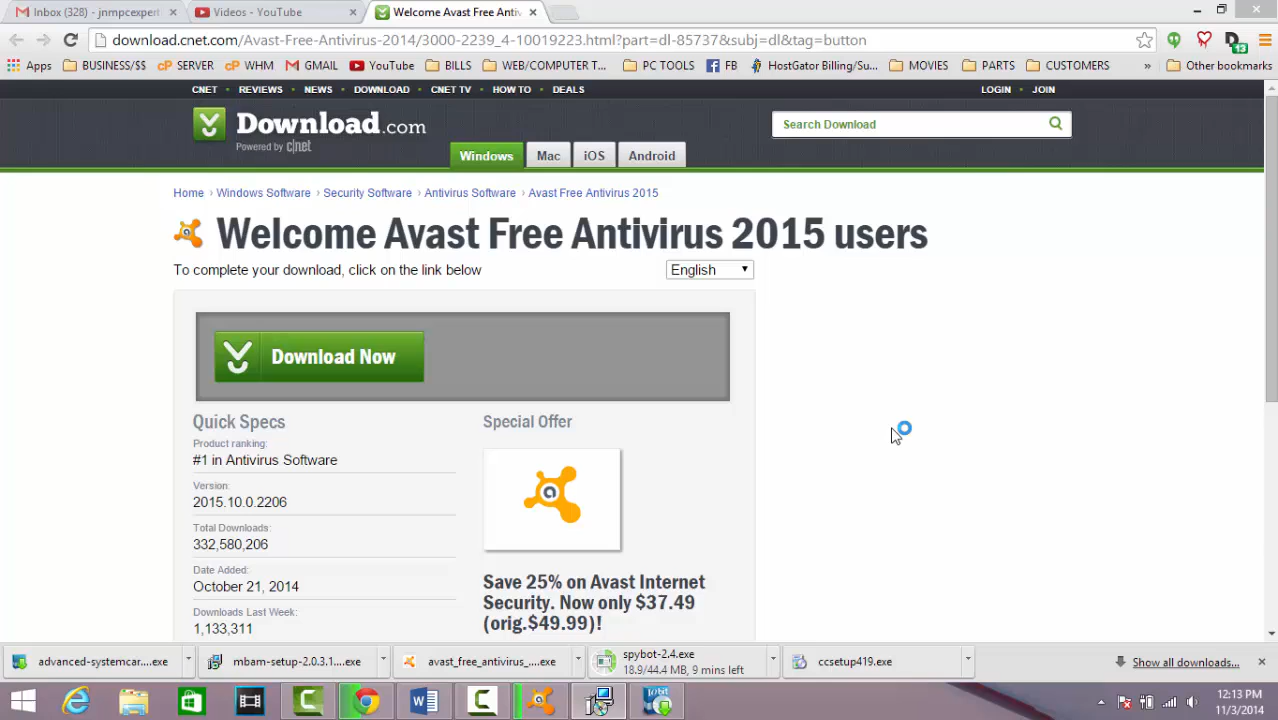 Inbox (328) - jnmpcexpert
Videos - YouTube
Welcome Avast Free Anti
download.cnet.com/Avast-Free-Antivirus-2014/3000-2239_4-10019223.html?part=dl-85737&subj=dl&tag=button
13
Apps
BUSINESS/$$
cP SERVER
cP WHM
GMAIL
YouTube
BILLS
WEB/COMPUTER T...
PC TOOLS
FB
HostGator Billing/Su...
MOVIES
PARTS
CUSTOMERS
»
Other bookmarks
CNET • REVIEWS • NEWS • DOWNLOAD • CNET TV • HOW TO • DEALS
LOGIN • JOIN
Download.com
Powered by c|net
Search Download
Windows
Mac
iOS
Android
Home › Windows Software › Security Software › Antivirus Software › Avast Free Antivirus 2015
Welcome Avast Free Antivirus 2015 users
To complete your download, click on the link below
English
Download Now
Quick Specs
Product ranking:
#1 in Antivirus Software
Version:
2015.10.0.2206
Total Downloads:
332,580,206
Date Added:
October 21, 2014
Downloads Last Week:
1,133,311
Special Offer
Save 25% on Avast Internet
Security. Now only $37.49
(orig.$49.99)!
advanced-systemcar....exe
mbam-setup-2.0.3.1....exe
avast_free_antivirus_....exe
spybot-2.4.exe
18.9/44.4 MB, 9 mins left
ccsetup419.exe
Show all downloads...
12:13 PM
11/3/2014